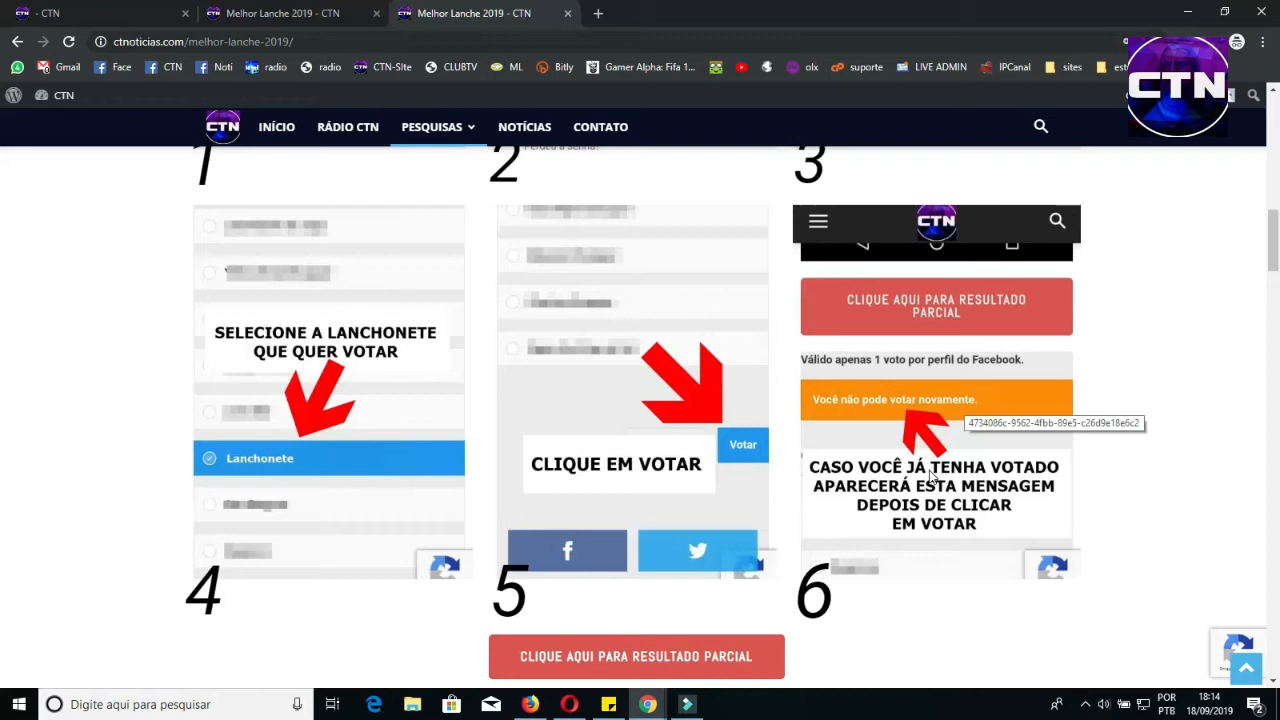 - CTN
Melhor Lanche 2019 - CTN
Melhor Lanche 2019 - CTN
ctnoticias.com/melhor-lanche-2019/
Gmail
Face
CTN
Noti
radio
radio
CTN-Site
CLUBTV
ML
Bitly
Gamer Alpha: Fifa 1...
olx
suporte
LIVE ADMIN
IPCanal
sites
est
CTN
CTN
CTN
INÍCIO
RÁDIO CTN
PESQUISAS
NOTÍCIAS
CONTATO
1
2
3
SELECIONE A LANCHONETE
QUE QUER VOTAR
Lanchonete
4
CLIQUE EM VOTAR
Votar
5
CTN
CLIQUE AQUI PARA RESULTADO
PARCIAL
Válido apenas 1 voto por perfil do Facebook.
Você não pode votar novamente.
4734086c-9562-4fbb-89e5-c26d9e18e6c2
CASO VOCÊ JÁ TENHA VOTADO
APARECERÁ ESTA MENSAGEM
DEPOIS DE CLICAR
EM VOTAR
6
CLIQUE AQUI PARA RESULTADO PARCIAL
Digite aqui para pesquisar
POR
PTB
18:14
18/09/2019